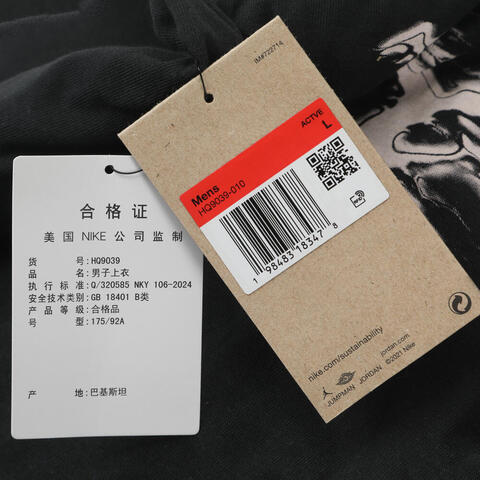 合格证
美国 NIKE 公司监制
货 号:HQ9039
品 名:男子上衣
执行标准:Q/320585 NKY 106-2024
安全技术类别:GB 18401 B类
产品等级:合格品
号 型:175/92A
产 地:巴基斯坦
IM#722714
ACTVE
L
Mens
HQ9039-010
1 98483 18347 8
nike.com/sustainability
jordan.com
©2021 Nike
JUMPMAN JORDAN